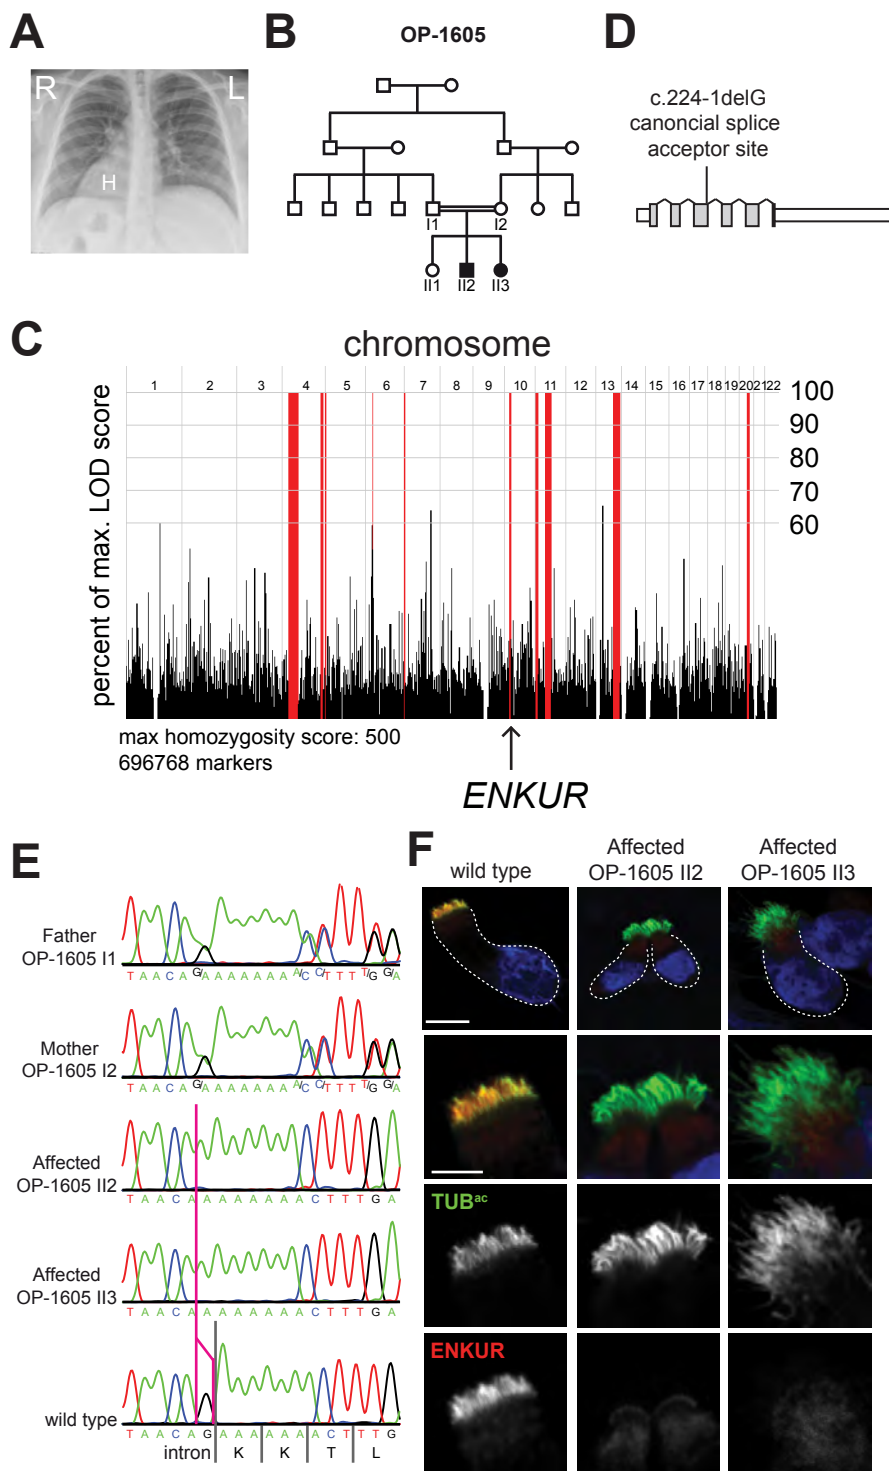 A
R
L
H
B
OP-1605
I1
I2
II1
II2
II3
D
c.224-1delG
canoncial splice
acceptor site
C
chromosome
1 2 3 4 5 6 7 8 9 10 11 12 13 14 15 16 17 18 19 20 21 22
100
90
80
70
60
percent of max. LOD score
max homozygosity score: 500
696768 markers
ENKUR
E
Father
OP-1605 I1
T A A C A G/A A A A A A A A/C C/T T T T/G G/A
Mother
OP-1605 I2
T A A C A G/A A A A A A A A/C C/T T T T/G G/A
Affected
OP-1605 II2
T A A C A A A A A A A C T T T G A
Affected
OP-1605 II3
T A A C A A A A A A A C T T T G A
wild type
T A A C A G A A A A A A C T T T G
intron K K T L
F
wild type
Affected
OP-1605 II2
Affected
OP-1605 II3
TUBac
ENKUR